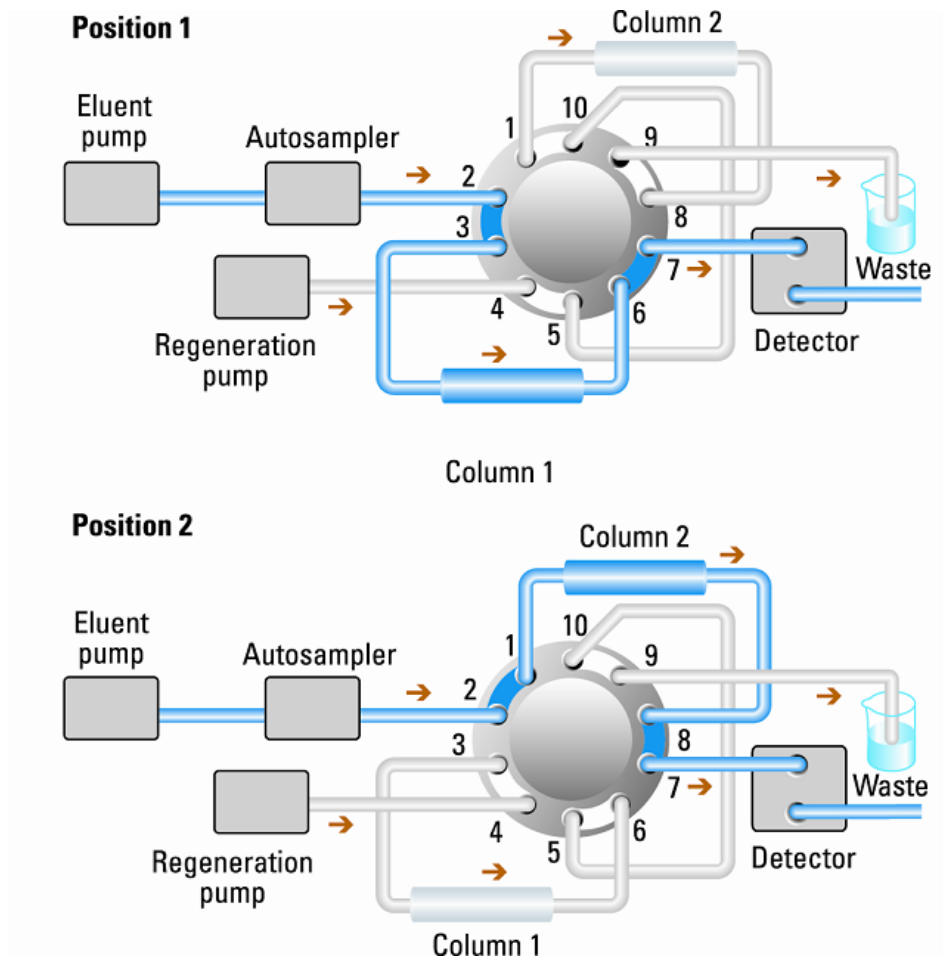 Position 1
Column 2
Eluent
pump
Autosampler
1
10
9
2
3
8
7
4
5
6
Regeneration
pump
Waste
Detector
Column 1
Position 2
Column 2
Eluent
pump
Autosampler
1
10
9
2
3
8
7
4
5
6
Regeneration
pump
Waste
Detector
Column 1